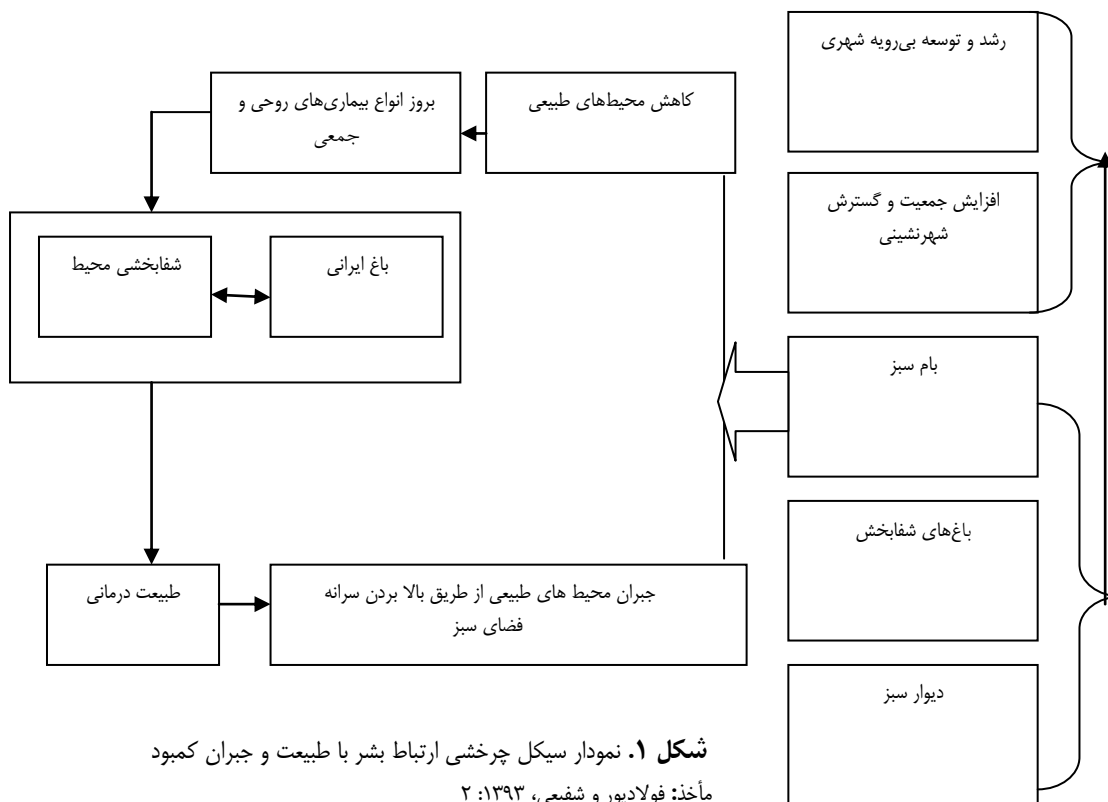 رشد و توسعه بی‌رویه شهری
کاهش محیط‌های طبیعی
بروز انواع بیماری‌های روحی و
جمعی
افزایش جمعیت و گسترش
شهرنشینی
باغ ایرانی
شفابخشی محیط
بام سبز
باغ‌های شفابخش
جبران محیط های طبیعی از طریق بالا بردن سرانه
فضای سبز
طبیعت درمانی
دیوار سبز
شکل ۱. نمودار سیکل چرخشی ارتباط بشر با طبیعت و جبران کمبود
مأخذ: فولادپور و شفیعی، ۱۳۹۳: ۲